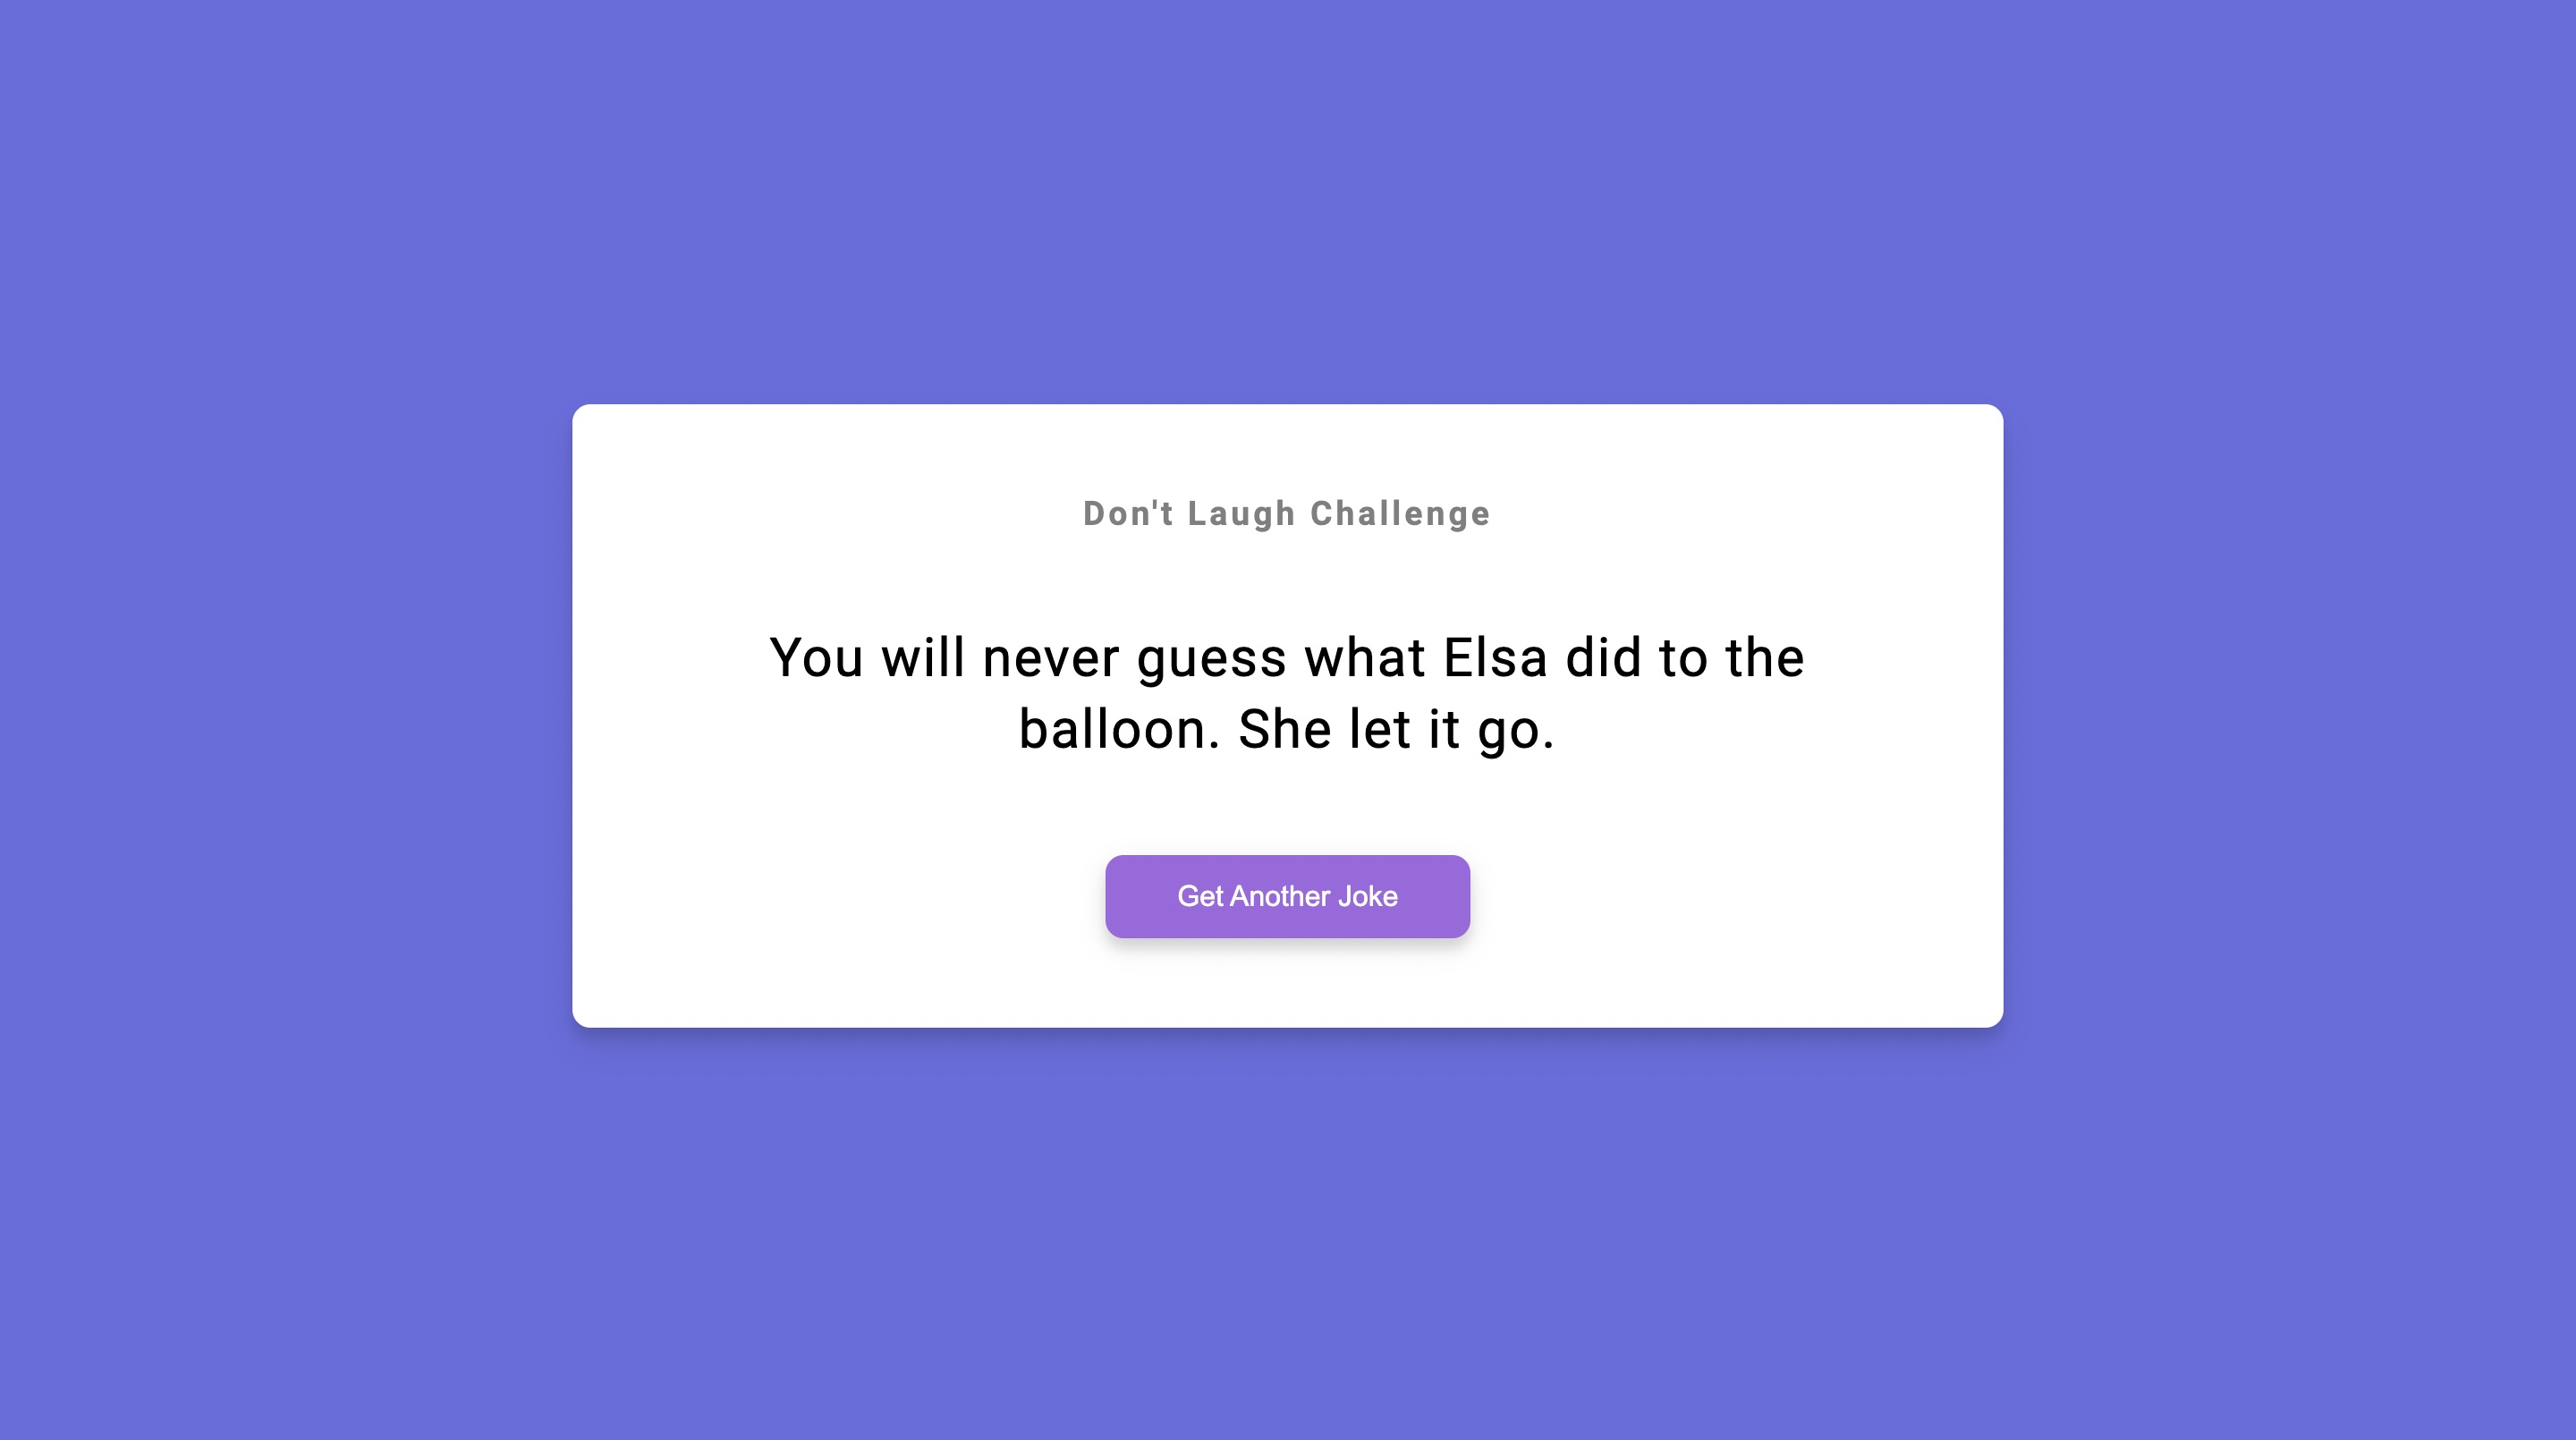 Don't Laugh Challenge
You will never guess what Elsa did to the
balloon. She let it go.
Get Another Joke